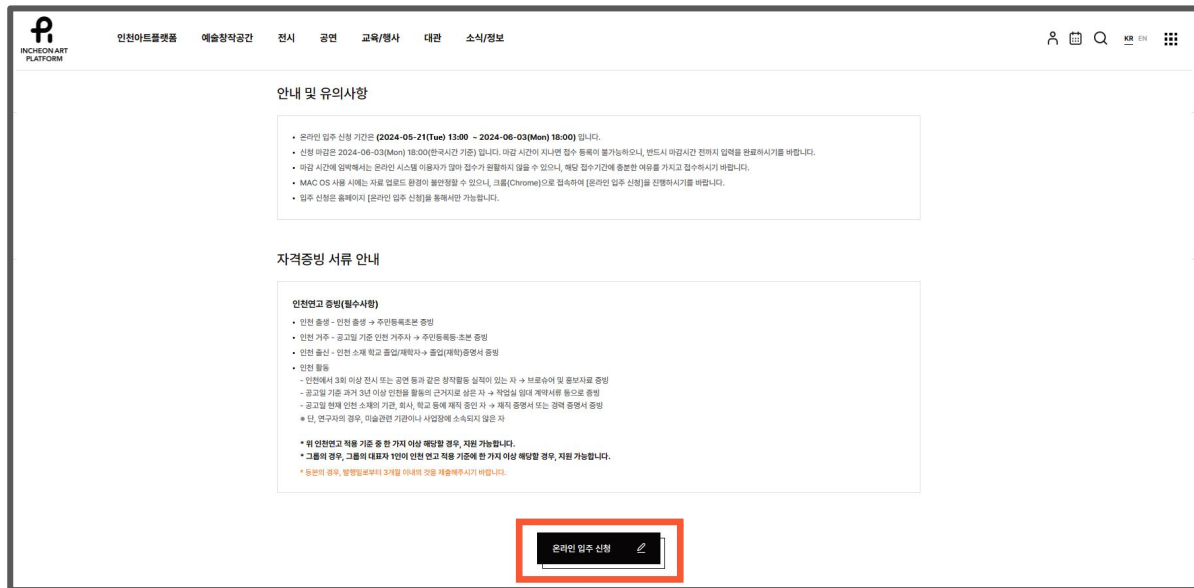 INCHEON ART
PLATFORM
인천아트플랫폼 예술창작공간 전시 공연 교육/행사 대관 소식/정보
KR EN
안내 및 유의사항
• 온라인 입주 신청 기간은 (2024-05-21(Tue) 13:00 ~ 2024-06-03(Mon) 18:00) 입니다.
• 신청 마감은 2024-06-03(Mon) 18:00(한국시간 기준) 입니다. 마감 시간이 지나면 접수 등록이 불가능하오니, 반드시 마감시간 전까지 입력을 완료하시기를 바랍니다.
• 마감 시간에 임박해서는 온라인 시스템 이용자가 많아 접수가 원활하지 않을 수 있으니, 해당 접수기간에 충분한 여유를 가지고 접수하시기 바랍니다.
• MAC OS 사용 시에는 자료 업로드 환경이 불안정할 수 있으니, 크롬(Chrome)으로 접속하여 [온라인 입주 신청]을 진행하시기를 바랍니다.
• 입주 신청은 홈페이지 [온라인 입주 신청]을 통해서만 가능합니다.
자격증빙 서류 안내
인천연고 증빙(필수사항)
• 인천 출생 - 인천 출생 → 주민등록초본 증빙
• 인천 거주 - 공고일 기준 인천 거주자 → 주민등록등·초본 증빙
• 인천 출신 - 인천 소재 학교 졸업/재학자→ 졸업(재학)증명서 증빙
• 인천 활동
- 인천에서 3회 이상 전시 또는 공연 등과 같은 창작활동 실적이 있는 자 → 브로슈어 및 홍보자료 증빙
- 공고일 기준 과거 3년 이상 인천을 활동의 근거지로 삼은 자 → 작업실 임대 계약서류 등으로 증빙
- 공고일 현재 인천 소재의 기관, 회사, 학교 등에 재직 중인 자 → 재직 증명서 또는 경력 증명서 증빙
※ 단, 연구자의 경우, 미술관련 기관이나 사업장에 소속되지 않은 자
* 위 인천연고 적용 기준 중 한 가지 이상 해당할 경우, 지원 가능합니다.
* 그룹의 경우, 그룹의 대표자 1인이 인천 연고 적용 기준에 한 가지 이상 해당할 경우, 지원 가능합니다.
* 등본의 경우, 발행일로부터 3개월 이내의 것을 제출해주시기 바랍니다.
온라인 입주 신청